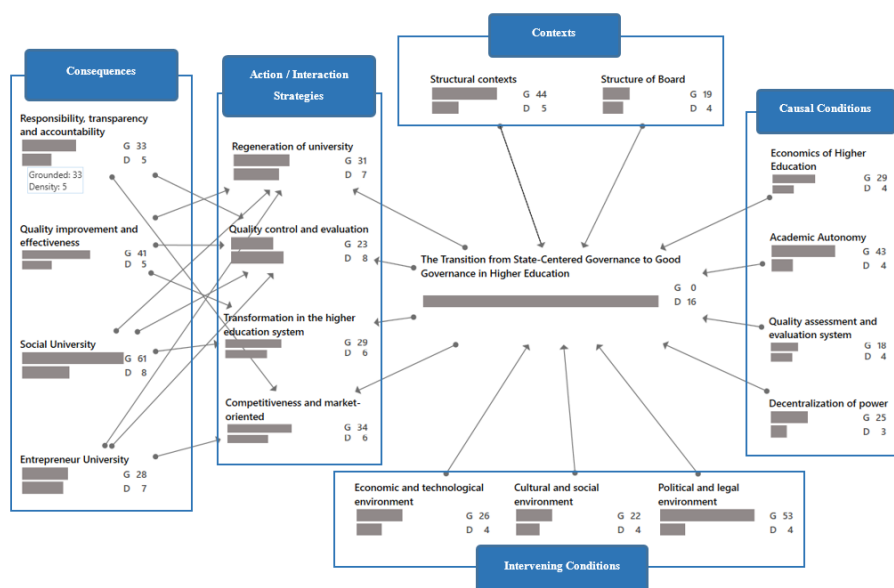 Consequences
Responsibility, transparency
and accountability
G 33
D 5
Grounded: 33
Density: 5
Quality improvement and
effectiveness
G 41
D 5
Social University
G 61
D 8
Entrepreneur University
G 28
D 7
Action / Interaction
Strategies
Regeneration of university
G 31
D 7
Quality control and evaluation
G 23
D 8
Transformation in the higher
education system
G 29
D 6
Competitiveness and market-
oriented
G 34
D 6
Contexts
Structural contexts
G 44
D 5
Structure of Board
G 19
D 4
The Transition from State-Centered Governance to Good
Governance in Higher Education
G 0
D 16
Causal Conditions
Economics of Higher
Education
G 29
D 4
Academic Autonomy
G 43
D 4
Quality assessment and
evaluation system
G 18
D 4
Decentralization of power
G 25
D 3
Economic and technological
environment
G 26
D 4
Cultural and social
environment
G 22
D 4
Political and legal
environment
G 53
D 4
Intervening Conditions